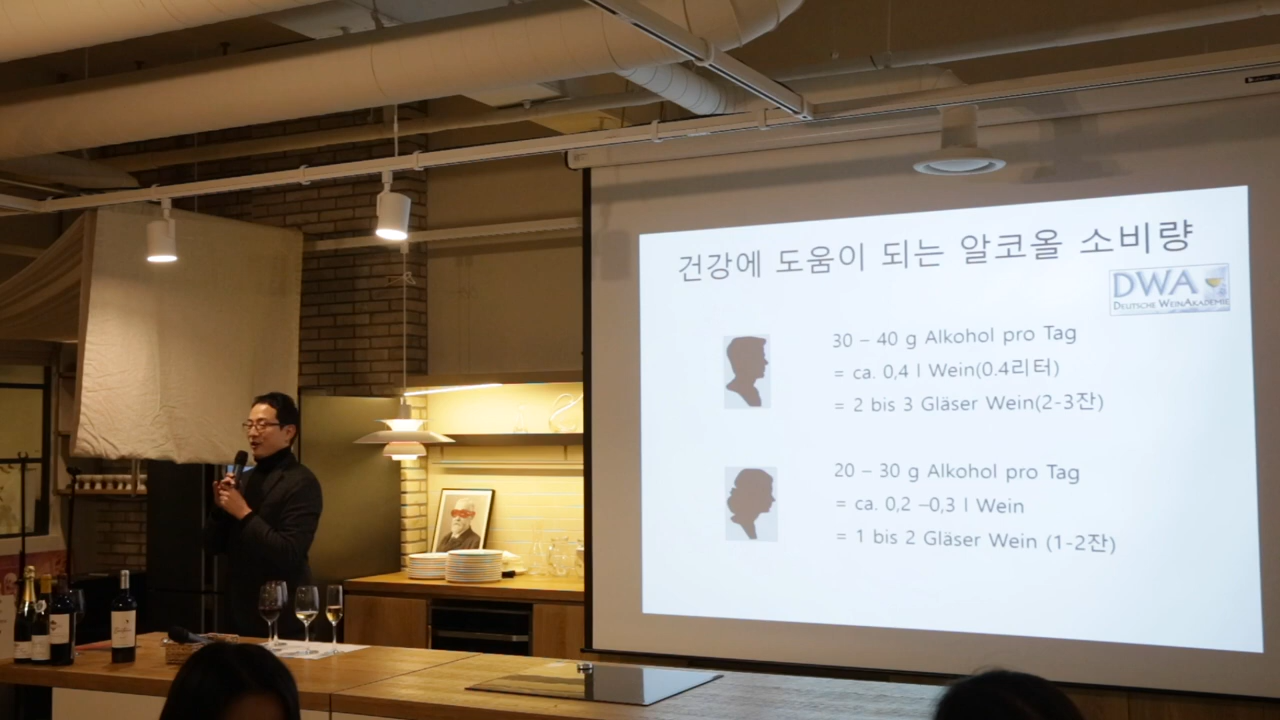 건강에 도움이 되는 알코올 소비량
DWA
DEUTSCHE WEINAKADEMIE
30 – 40 g Alkohol pro Tag
= ca. 0,4 l Wein(0.4리터)
= 2 bis 3 Gläser Wein(2-3잔)
20 – 30 g Alkohol pro Tag
= ca. 0,2 –0,3 l Wein
= 1 bis 2 Gläser Wein (1-2잔)